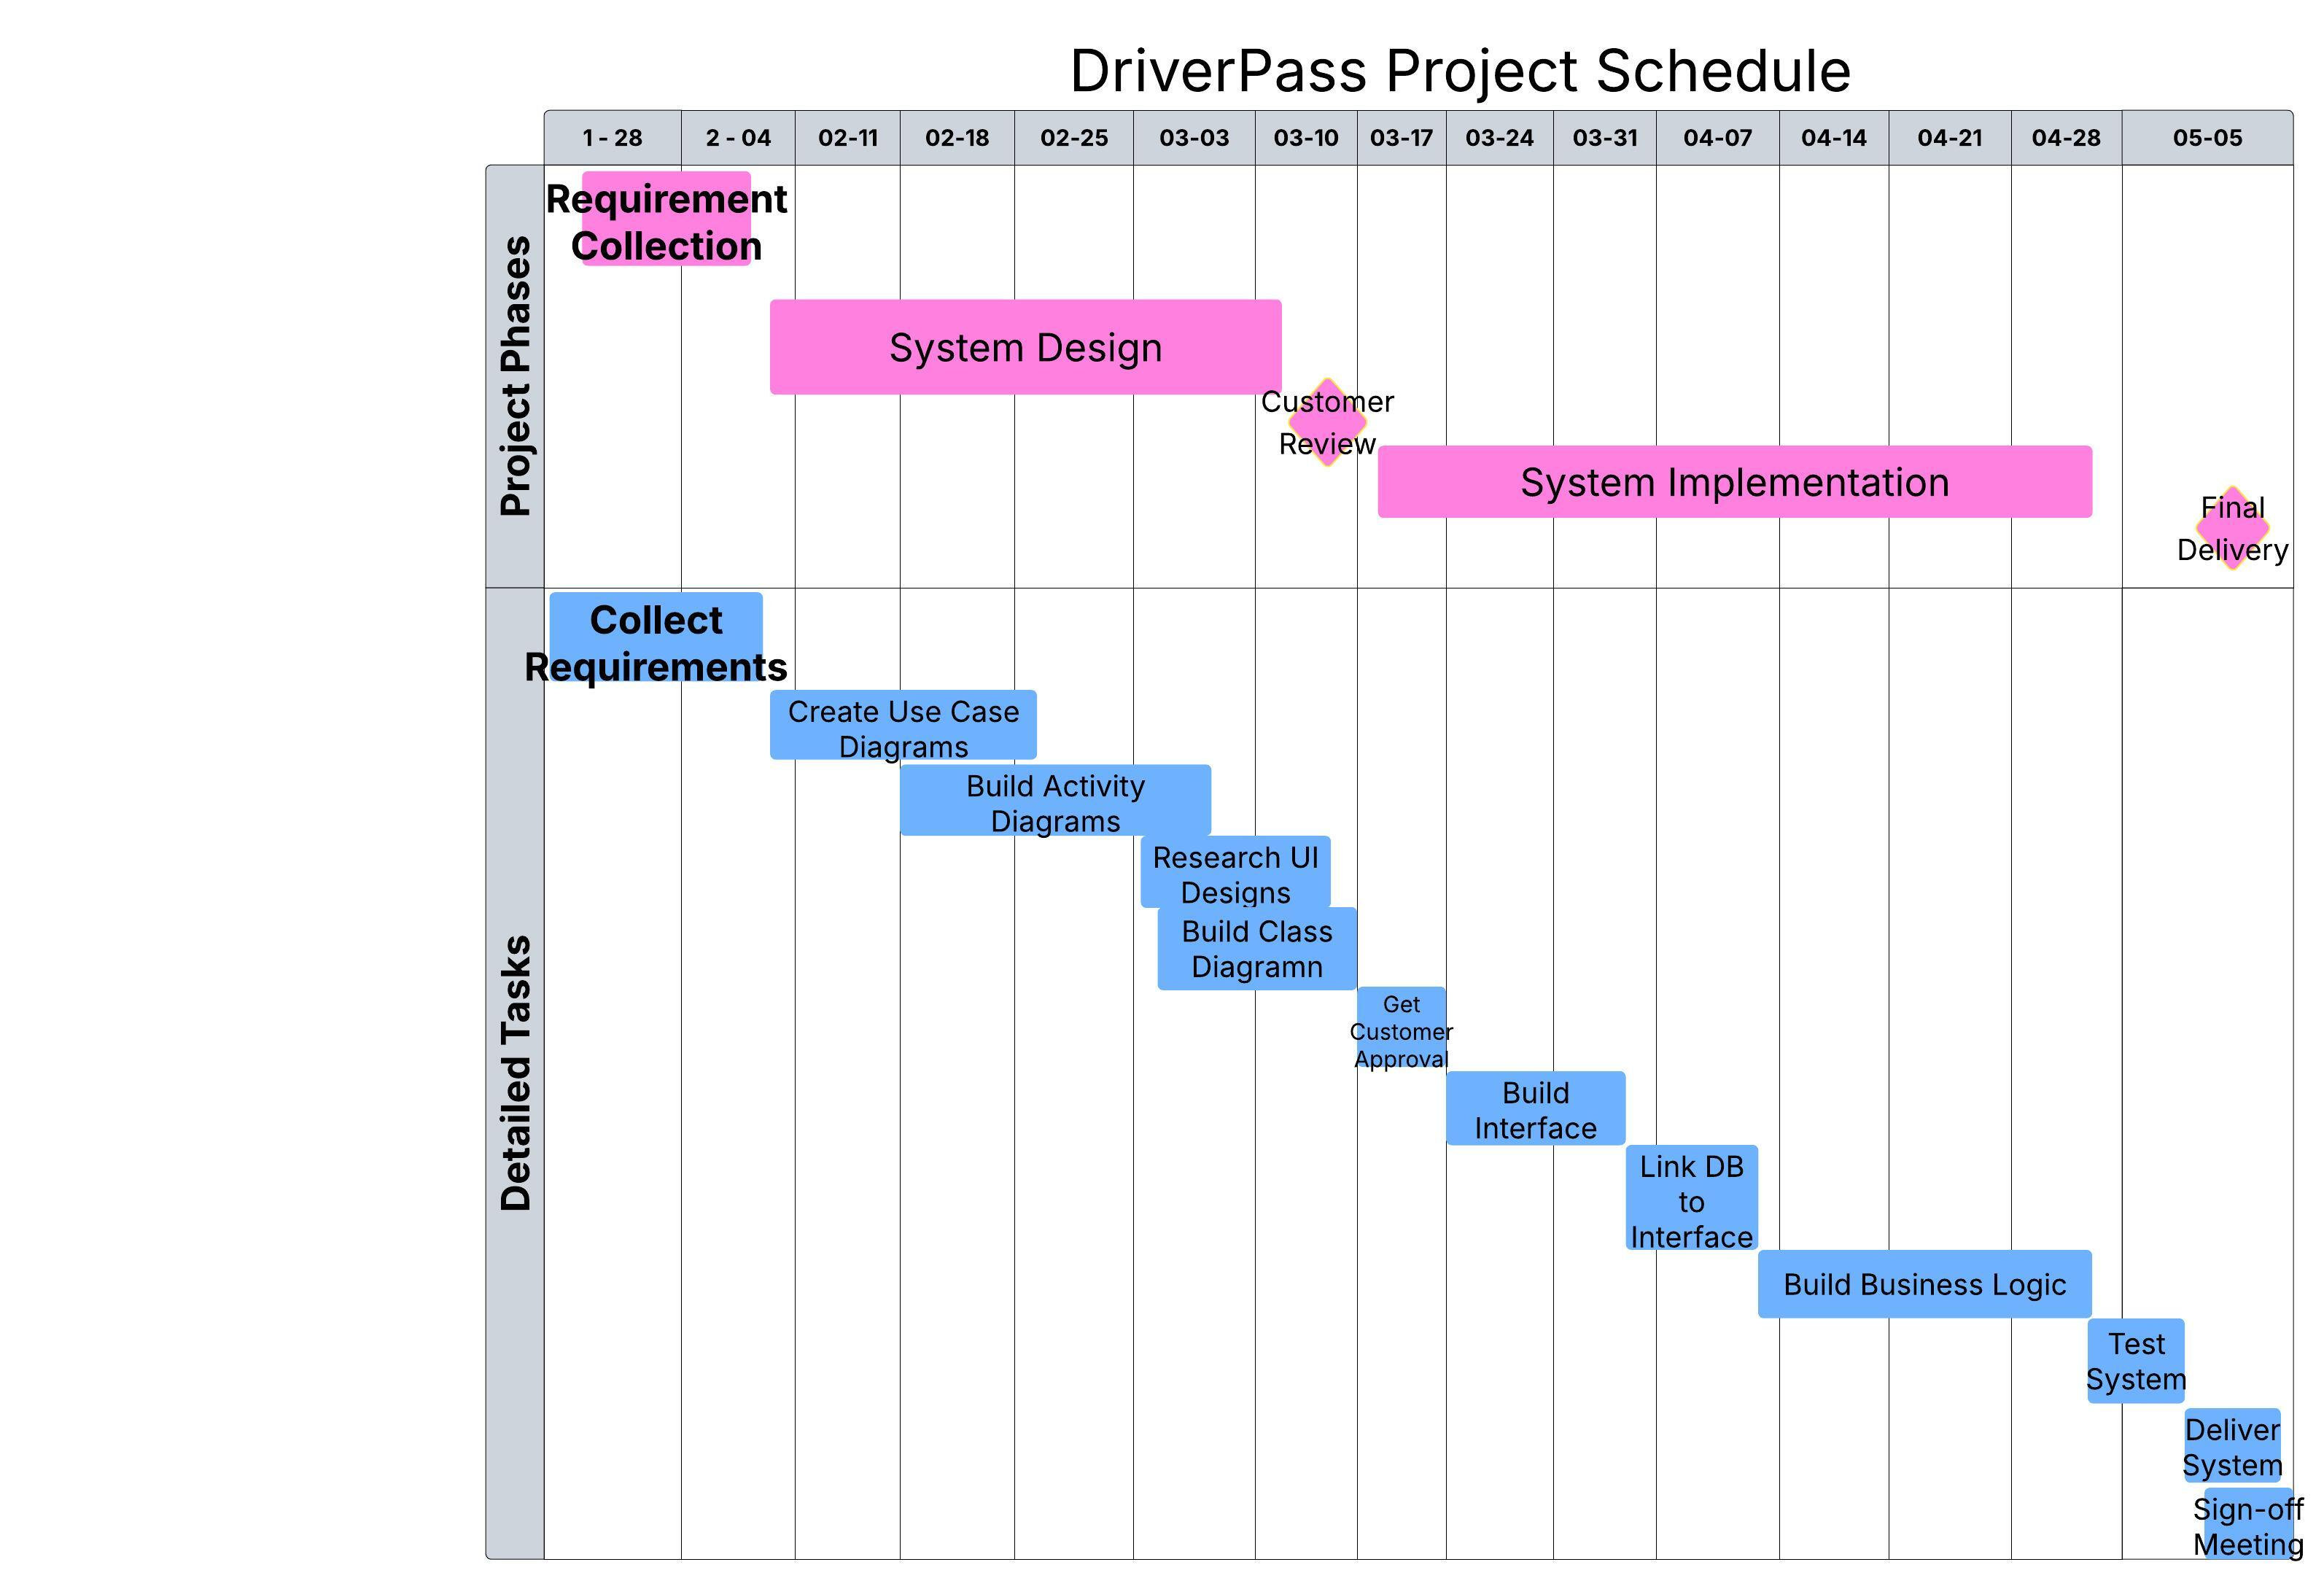 DriverPass Project Schedule
1 - 28 2 - 04 02-11 02-18 02-25 03-03 03-10 03-17 03-24 03-31 04-07 04-14 04-21 04-28 05-05
Project Phases
Requirement
Collection
System Design
Customer
Review
System Implementation
Final
Delivery
Detailed Tasks
Collect
Requirements
Create Use Case
Diagrams
Build Activity
Diagrams
Research UI
Designs
Build Class
Diagramn
Get
Customer
Approval
Build
Interface
Link DB
to
Interface
Build Business Logic
Test
System
Deliver
System
Sign-off
Meeting